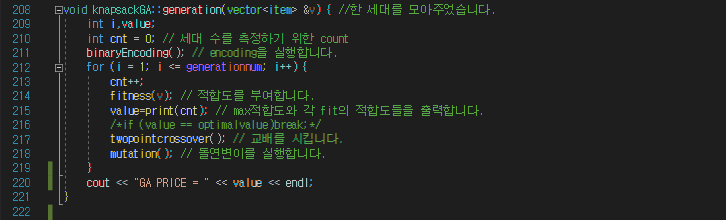 208 void knapsackGA::generation(vector<item> &v) { //한 세대를 모아주었습니다.
209 int i,value;
210 int cnt = 0; // 세대 수를 측정하기 위한 count
211 binaryEncoding(); // encoding을 실행합니다.
212 for (i = 1; i <= generationnum; i++) {
213 cnt++;
214 fitness(v); // 적합도를 부여합니다.
215 value=print(cnt); // max적합도와 각 fit의 적합도들을 출력합니다.
216 /*if (value == optimalvalue)break;*/
217 twopointcrossover(); // 교배를 시킵니다.
218 mutation(); // 돌연변이를 실행합니다.
219 }
220 cout << "GA PRICE = " << value << endl;
221 }
222